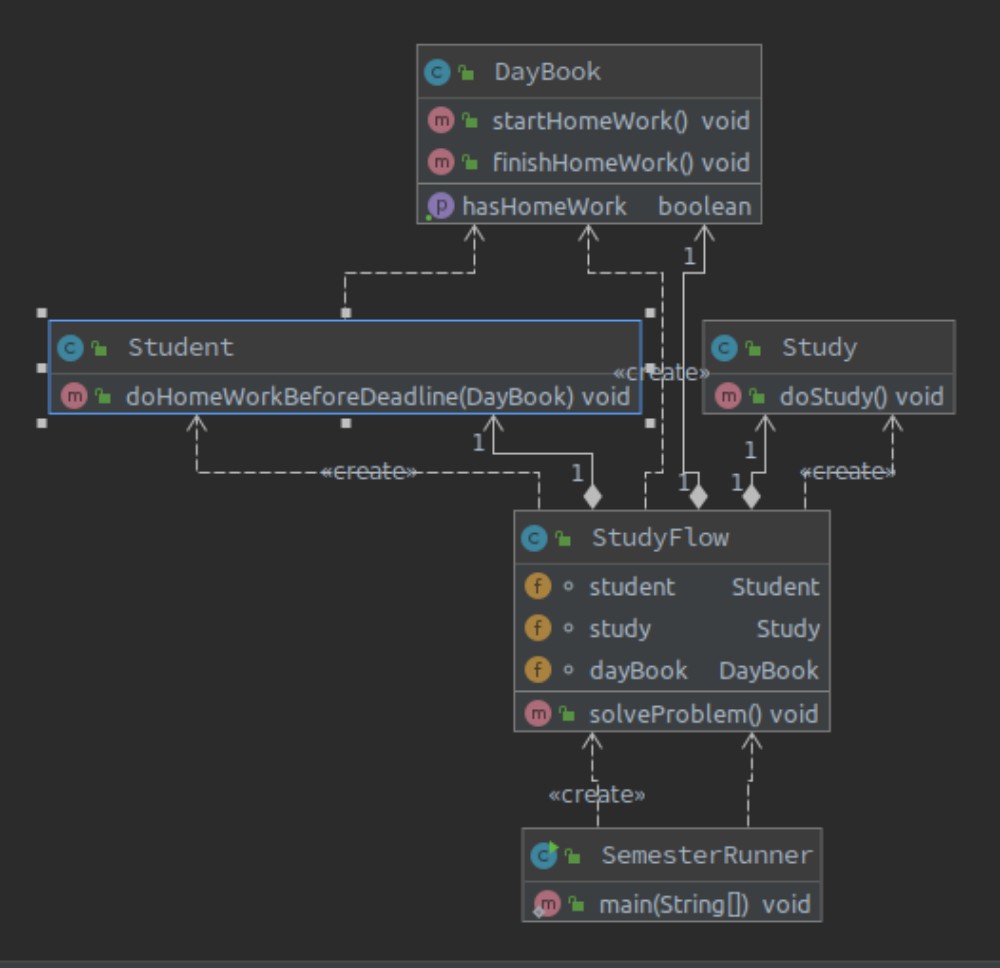 DayBook
startHomeWork() void
finishHomeWork() void
hasHomeWork boolean
1
Student
doHomeWorkBeforeDeadline(DayBook) void
«create»
Study
doStudy() void
1
1
1
«create»
1
1
1
«create»
StudyFlow
student Student
study Study
dayBook DayBook
solveProblem() void
«create»
SemesterRunner
main(String[]) void